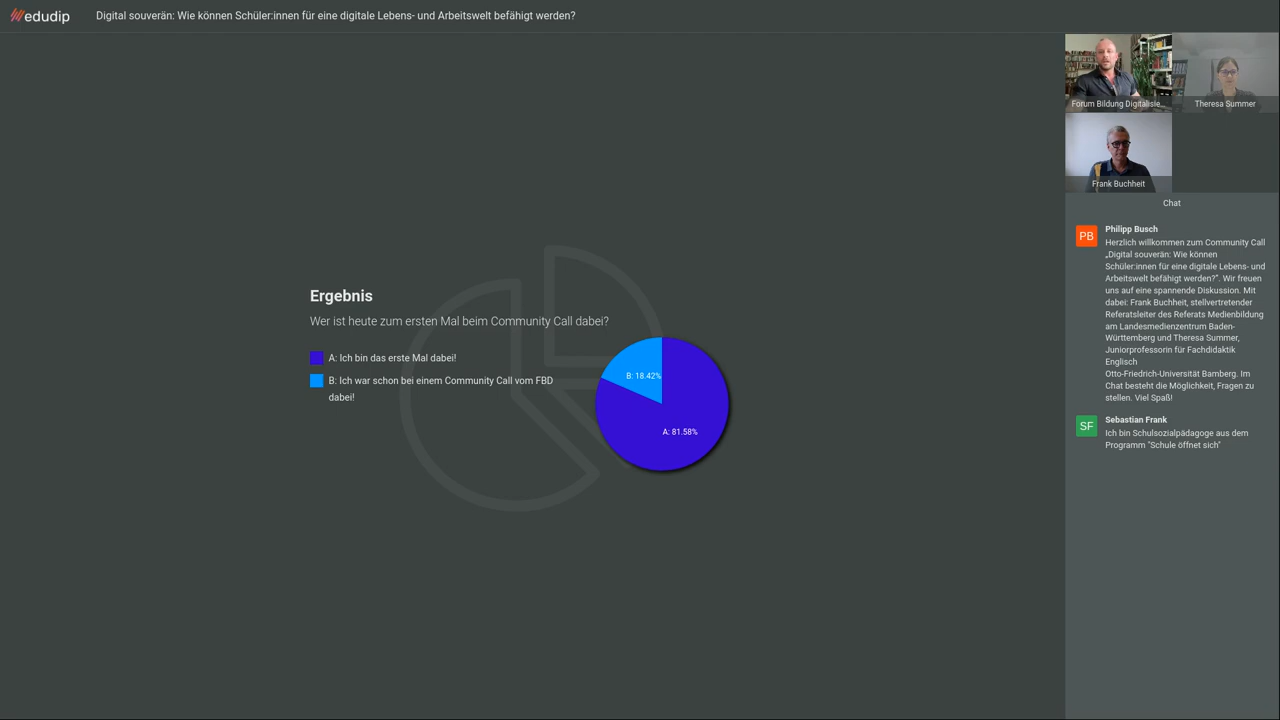 edudip
Digital souverän: Wie können Schüler:innen für eine digitale Lebens- und Arbeitswelt befähigt werden?
Forum Bildung Digitalisie...
Theresa Summer
Frank Buchheit
Chat
Philipp Busch
PB
Herzlich willkommen zum Community Call
„Digital souverän: Wie können
Schüler:innen für eine digitale Lebens- und
Arbeitswelt befähigt werden?“. Wir freuen
uns auf eine spannende Diskussion. Mit
dabei: Frank Buchheit, stellvertretender
Referatsleiter des Referats Medienbildung
am Landesmedienzentrum Baden-
Württemberg und Theresa Summer,
Juniorprofessorin für Fachdidaktik
Englisch
Otto-Friedrich-Universität Bamberg. Im
Chat besteht die Möglichkeit, Fragen zu
stellen. Viel Spaß!
Sebastian Frank
SF
Ich bin Schulsozialpädagoge aus dem
Programm "Schule öffnet sich"
Ergebnis
Wer ist heute zum ersten Mal beim Community Call dabei?
A: Ich bin das erste Mal dabei!
B: Ich war schon bei einem Community Call vom FBD
dabei!
B: 18.42%
A: 81.58%